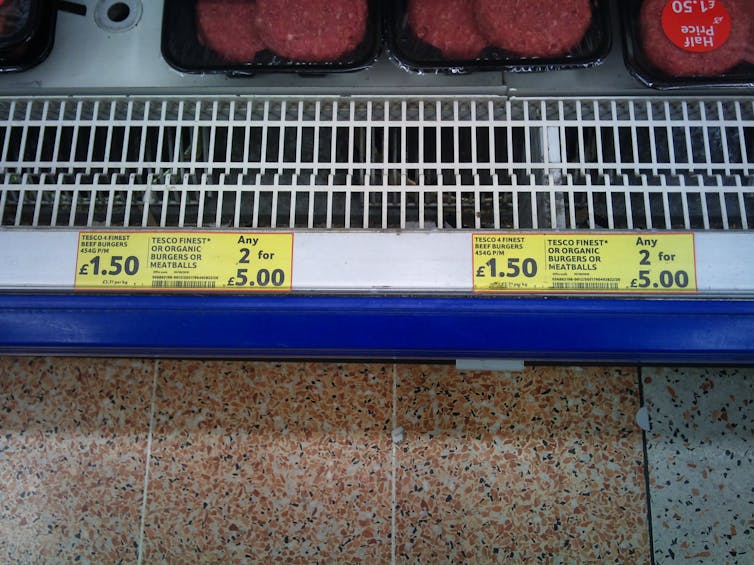 Half
Price
£1.50
TESCO 4 FINEST
BEEF BURGERS
454G P/M
£1.50
TESCO FINEST*
OR ORGANIC
BURGERS OR
MEATBALLS
Any
2 for
£5.00
TESCO 4 FINEST
BEEF BURGERS
454G P/M
£1.50
TESCO FINEST*
OR ORGANIC
BURGERS OR
MEATBALLS
Any
2 for
£5.00